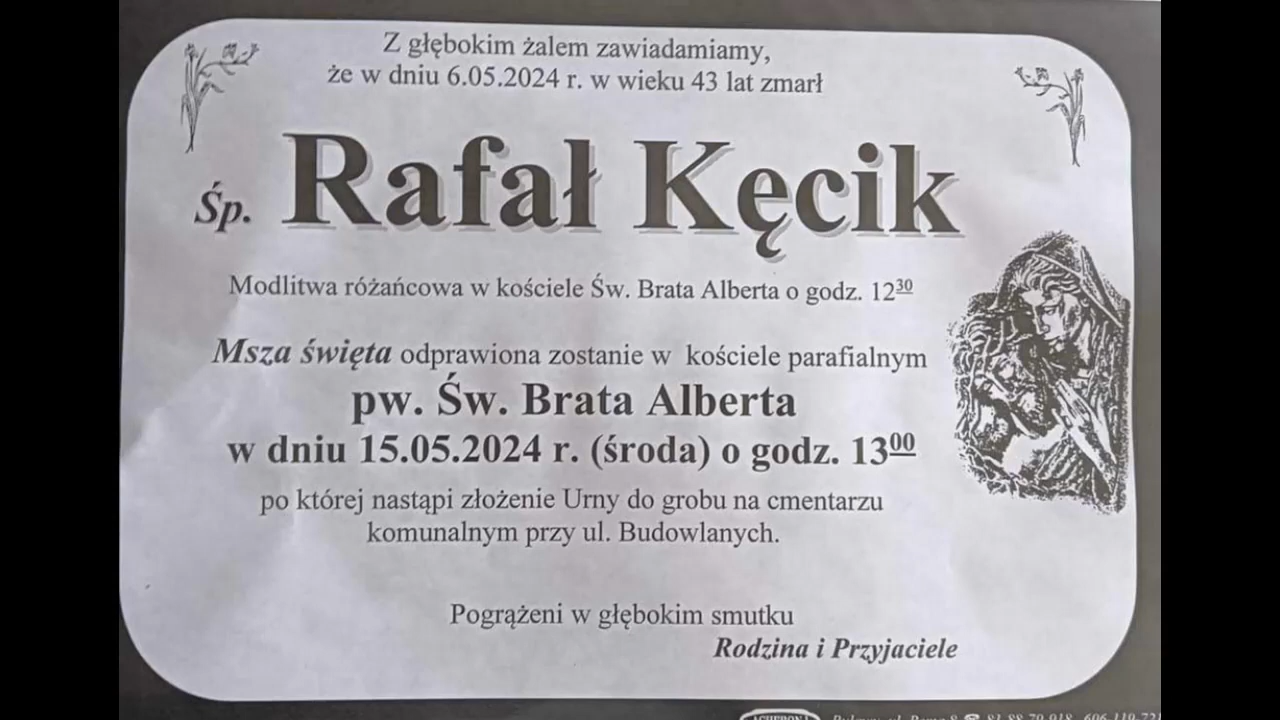 Z głębokim żalem zawiadamiamy,
że w dniu 6.05.2024 r. w wieku 43 lat zmarł
Śp. Rafał Kęcik
Modlitwa różańcowa w kościele Św. Brata Alberta o godz. 12³⁰
Msza święta odprawiona zostanie w kościele parafialnym
pw. Św. Brata Alberta
w dniu 15.05.2024 r. (środa) o godz. 13⁰⁰
po której nastąpi złożenie Urny do grobu na cmentarzu
komunalnym przy ul. Budowlanych.
Pogrążeni w głębokim smutku
Rodzina i Przyjaciele